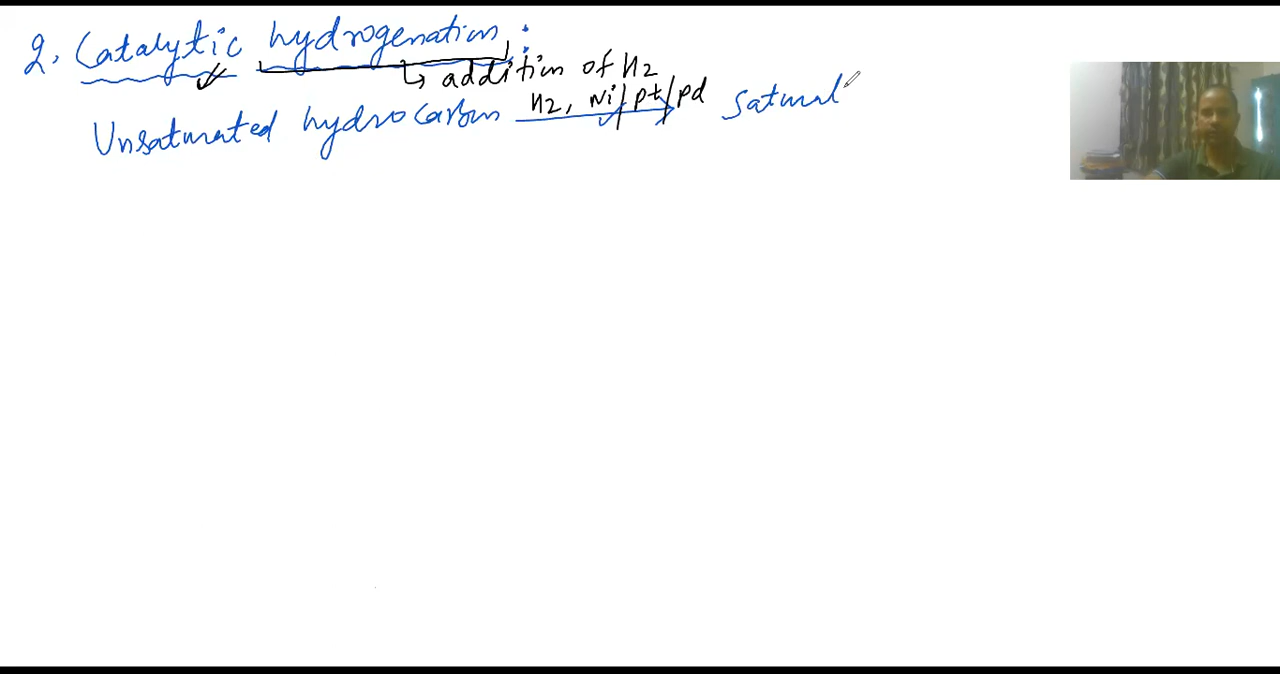 2. Catalytic hydrogenation :
↳ addition of H2
Unsaturated hydrocarbon H2, Ni/Pt/Pd saturat